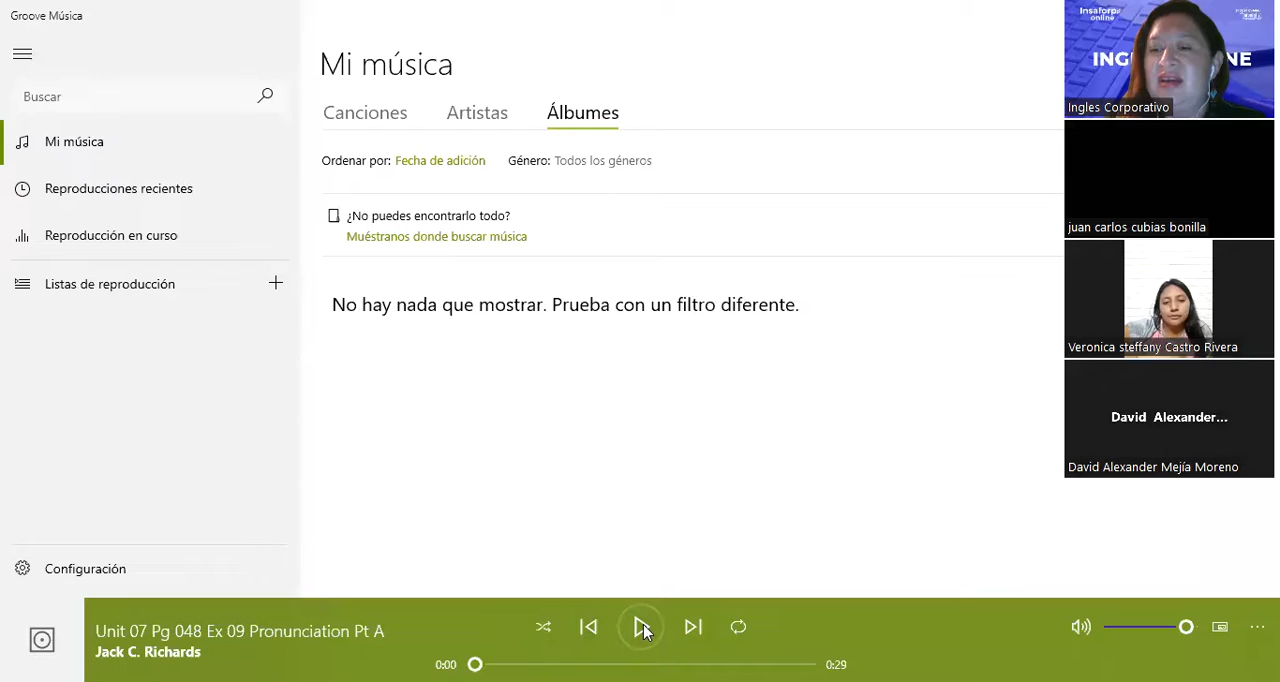 Groove Música
Buscar
Mi música
Reproducciones recientes
Reproducción en curso
Listas de reproducción
Configuración
Mi música
Canciones Artistas Álbumes
Ordenar por: Fecha de adición Género: Todos los géneros
¿No puedes encontrarlo todo?
Muéstranos donde buscar música
No hay nada que mostrar. Prueba con un filtro diferente.
Insaforp
online
Ingles Corporativo
juan carlos cubias bonilla
Veronica steffany Castro Rivera
David Alexander...
David Alexander Mejía Moreno
Unit 07 Pg 048 Ex 09 Pronunciation Pt A
Jack C. Richards
0:00
0:29